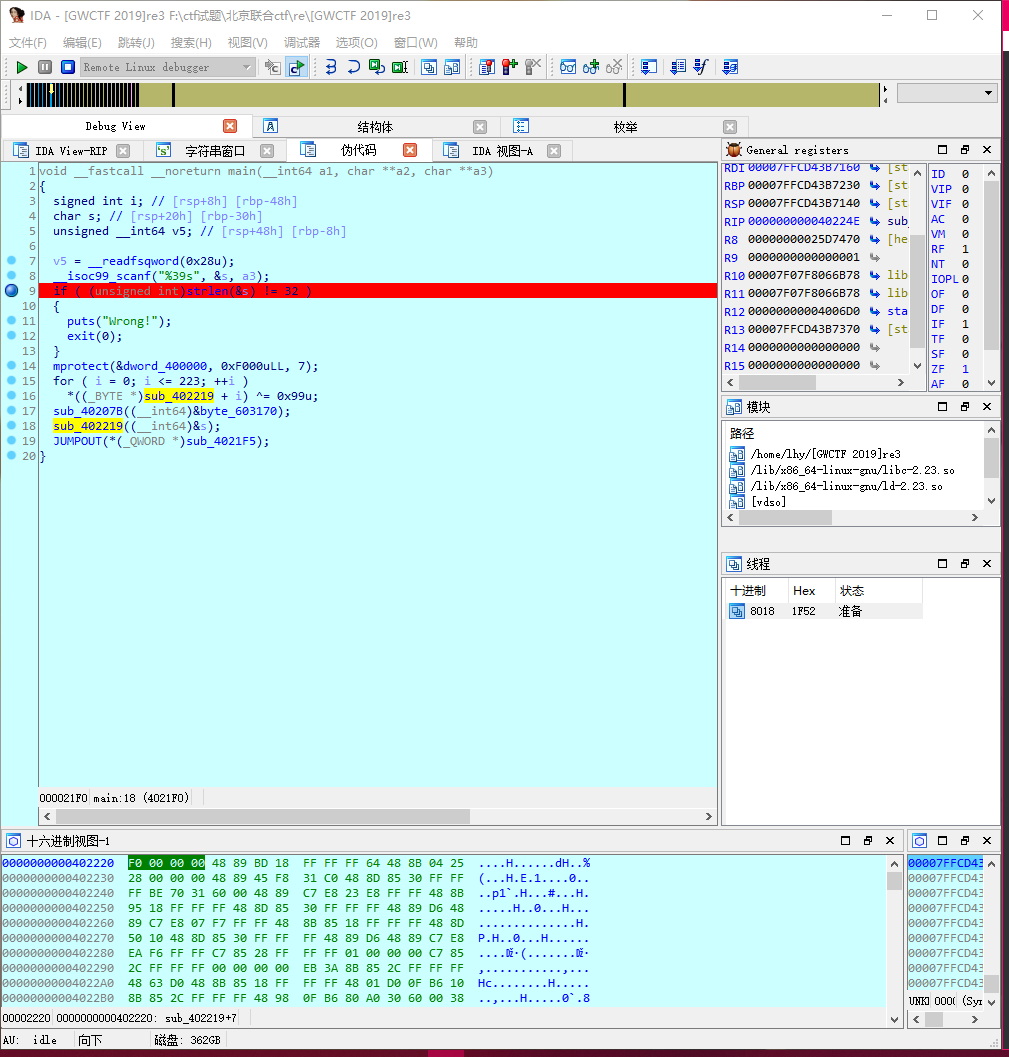 IDA - [GWCTF 2019]re3 F:\ctf试题\北京联合ctf\re\[GWCTF 2019]re3
文件(F) 编辑(E) 跳转(J) 搜索(H) 视图(V) 调试器 选项(O) 窗口(W) 帮助
Remote Linux debugger
Debug View 结构体 枚举
IDA View-RIP 字符串窗口 伪代码 IDA 视图-A
1 void __fastcall __noreturn main(__int64 a1, char **a2, char **a3)
2 {
3 signed int i; // [rsp+8h] [rbp-48h]
4 char s; // [rsp+20h] [rbp-30h]
5 unsigned __int64 v5; // [rsp+48h] [rbp-8h]
6
7 v5 = __readfsqword(0x28u);
8 __isoc99_scanf("%39s", &s, a3);
9 if ( (unsigned int)strlen(&s) != 32 )
10 {
11 puts("Wrong!");
12 exit(0);
13 }
14 mprotect(&dword_400000, 0xF000uLL, 7);
15 for ( i = 0; i <= 223; ++i )
16 *((_BYTE *)sub_402219 + i) ^= 0x99u;
17 sub_40207B((__int64)&byte_603170);
18 sub_402219((__int64)&s);
19 JUMPOUT(*(_QWORD *)sub_4021F5);
20 }
000021F0 main:18 (4021F0)
General registers
RDI 00007FFCD43B7160 [st
RBP 00007FFCD43B7230 [st
RSP 00007FFCD43B7140 [st
RIP 000000000040224E sub_
R8 00000000025D7470 [he
R9 0000000000000001
R10 00007F07F8066B78 lib
R11 00007F07F8066B78 lib
R12 00000000004006D0 sta
R13 00007FFCD43B7370 [st
R14 0000000000000000
R15 0000000000000000
ID 0
VIP 0
VIF 0
AC 0
VM 0
RF 1
NT 0
IOPL 0
OF 0
DF 0
IF 1
TF 0
SF 0
ZF 1
AF 0
模块
路径
/home/lhy/[GWCTF 2019]re3
/lib/x86_64-linux-gnu/libc-2.23.so
/lib/x86_64-linux-gnu/ld-2.23.so
[vdso]
线程
十进制 Hex 状态
8018 1F52 准备
十六进制视图-1
0000000000402220 F0 00 00 00 48 89 BD 18 FF FF FF 64 48 8B 04 25 ....H......dH..%
0000000000402230 28 00 00 00 48 89 45 F8 31 C0 48 8D 85 30 FF FF (...H.E.1....0..
0000000000402240 FF BE 70 31 60 00 48 89 C7 E8 23 E8 FF FF 48 8B ..p1`.H...#...H.
0000000000402250 95 18 FF FF FF 48 8D 85 30 FF FF FF 48 89 D6 48 .....H..0...H..
0000000000402260 89 C7 E8 07 F7 FF FF 48 8B 85 18 FF FF FF 48 8D
0000000000402270 50 10 48 8D 85 30 FF FF FF 48 89 D6 48 89 C7 E8 P.H..0...H......
0000000000402280 EA F6 FF FF C7 85 28 FF FF FF 01 00 00 00 C7 85
0000000000402290 2C FF FF FF 00 00 00 00 EB 3A 8B 85 2C FF FF FF
00000000004022A0 48 63 D0 48 8B 85 18 FF FF FF 48 01 D0 0F B6 10 Hc........H.....
00000000004022B0 8B 85 2C FF FF FF 48 98 0F B6 80 A0 30 60 00 38 ..,...H.....0`.8
00002220 0000000000402220: sub_402219+7
00007FFCD43
00007FFCD43
00007FFCD43
00007FFCD43
00007FFCD43
00007FFCD43
00007FFCD43
00007FFCD43
00007FFCD43
UNKI 0000 (Syn
AU: idle 向下 磁盘: 362GB